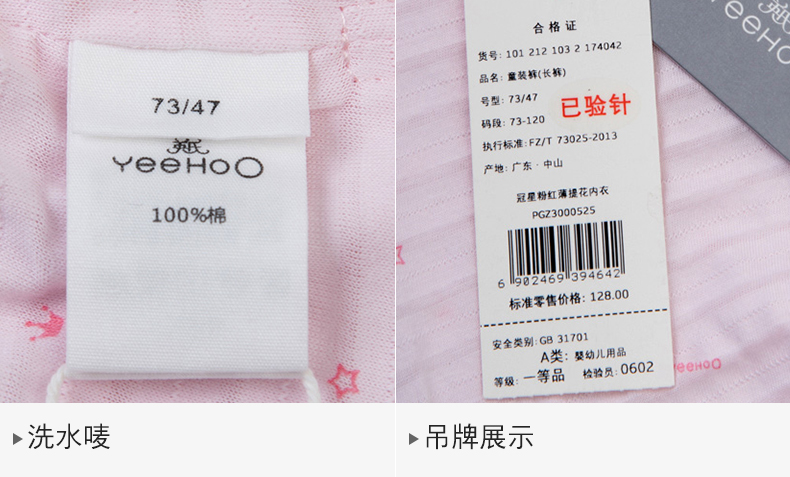 73/47
YeeHoO
100%棉
合格证
货号: 101 212 103 2 174042
品名: 童装裤(长裤)
号型: 73/47
码段: 73-120
已验针
执行标准: FZ/T 73025-2013
产地: 广东·中山
冠星粉红薄提花内衣
PGZ3000525
6 902469 394642
标准零售价格: 128.00
安全类别: GB 31701
A类: 婴幼儿用品
等级: 一等品 检验员: 0602
YeeHOO
YeeHOO
洗水唛
吊牌展示